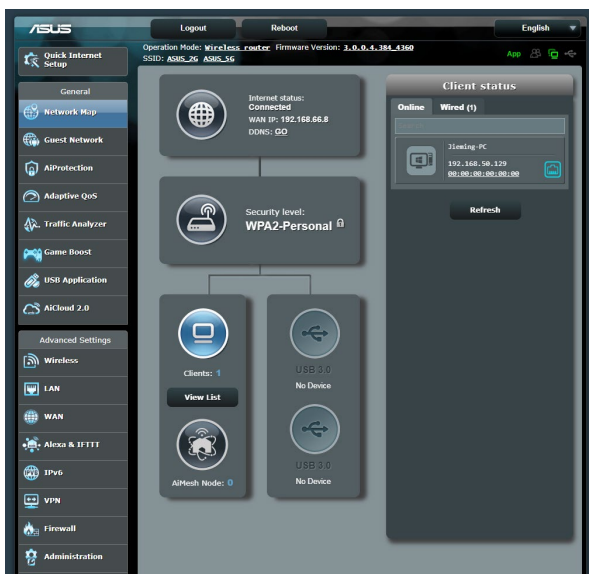 ASUS
Logout
Reboot
English
Quick Internet
Setup
Operation Mode: Wireless router Firmware Version: 3.0.0.4.384_4360
SSID: ASUS_2G ASUS_5G
App
General
Network Map
Guest Network
AiProtection
Adaptive QoS
Traffic Analyzer
Game Boost
USB Application
AiCloud 2.0
Advanced Settings
Wireless
LAN
WAN
Alexa & IFTTT
IPv6
VPN
Firewall
Administration
Internet status:
Connected
WAN IP: 192.168.66.8
DDNS: GO
Security level:
WPA2-Personal
Clients: 1
View List
AiMesh Node: 0
USB 3.0
No Device
USB 3.0
No Device
Client status
Online
Wired (1)
Jieming-PC
192.168.50.129
00:00:00:00:00:00
Refresh